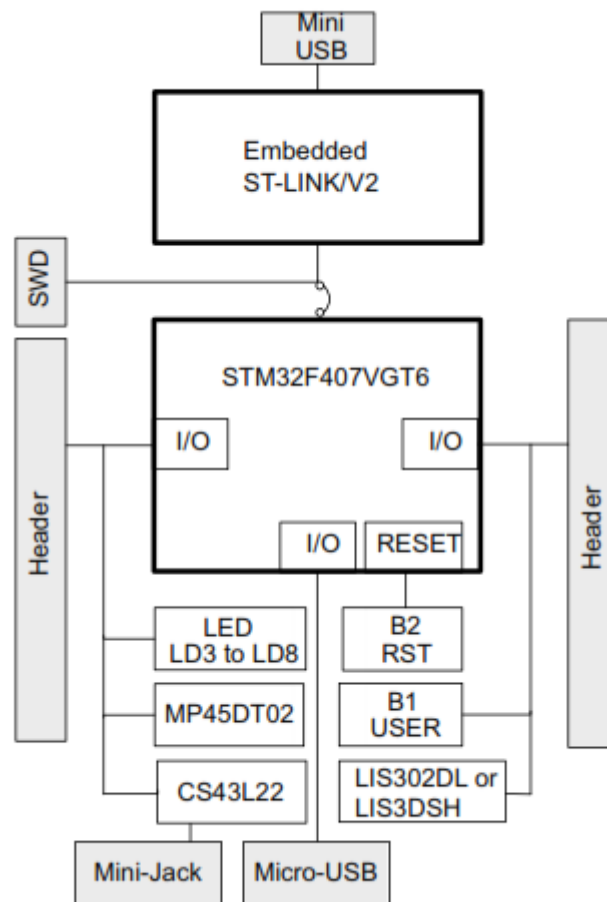 Mini
USB
Embedded
ST-LINK/V2
SWD
STM32F407VGT6
I/O
I/O
Header
Header
I/O
RESET
LED
LD3 to LD8
B2
RST
MP45DT02
B1
USER
CS43L22
LIS302DL or
LIS3DSH
Mini-Jack
Micro-USB